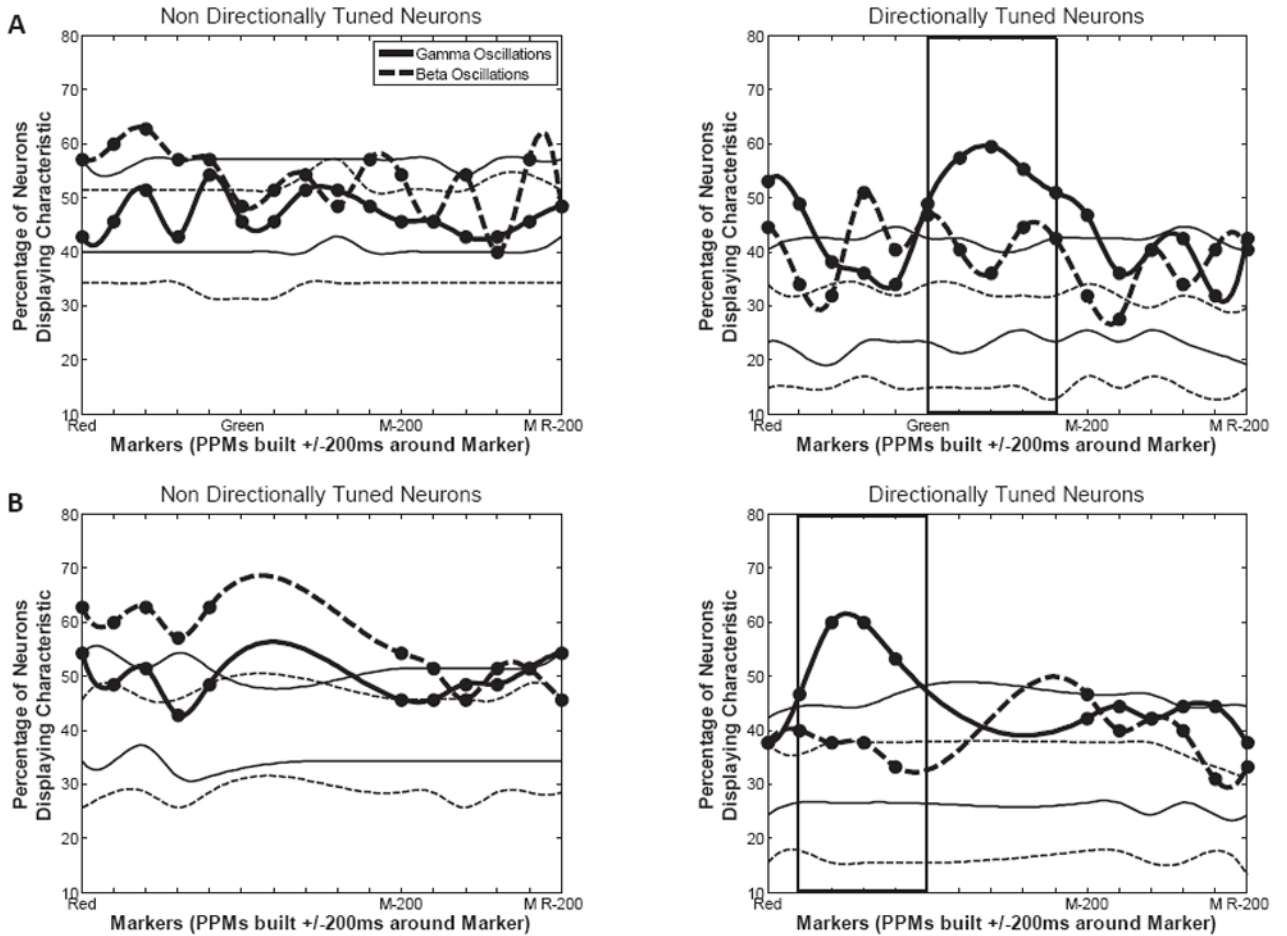 A
Non Directionally Tuned Neurons
Percentage of Neurons
Displaying Characteristic
80
70
60
50
40
30
20
10
Gamma Oscillations
Beta Oscillations
Red
Green
M-200
M R-200
Markers (PPMs built +/-200ms around Marker)
Directionally Tuned Neurons
Percentage of Neurons
Displaying Characteristic
80
70
60
50
40
30
20
10
Red
Green
M-200
M R-200
Markers (PPMs built +/-200ms around Marker)
B
Non Directionally Tuned Neurons
Percentage of Neurons
Displaying Characteristic
80
70
60
50
40
30
20
10
Red
M-200
M R-200
Markers (PPMs built +/-200ms around Marker)
Directionally Tuned Neurons
Percentage of Neurons
Displaying Characteristic
80
70
60
50
40
30
20
10
Red
M-200
M R-200
Markers (PPMs built +/-200ms around Marker)